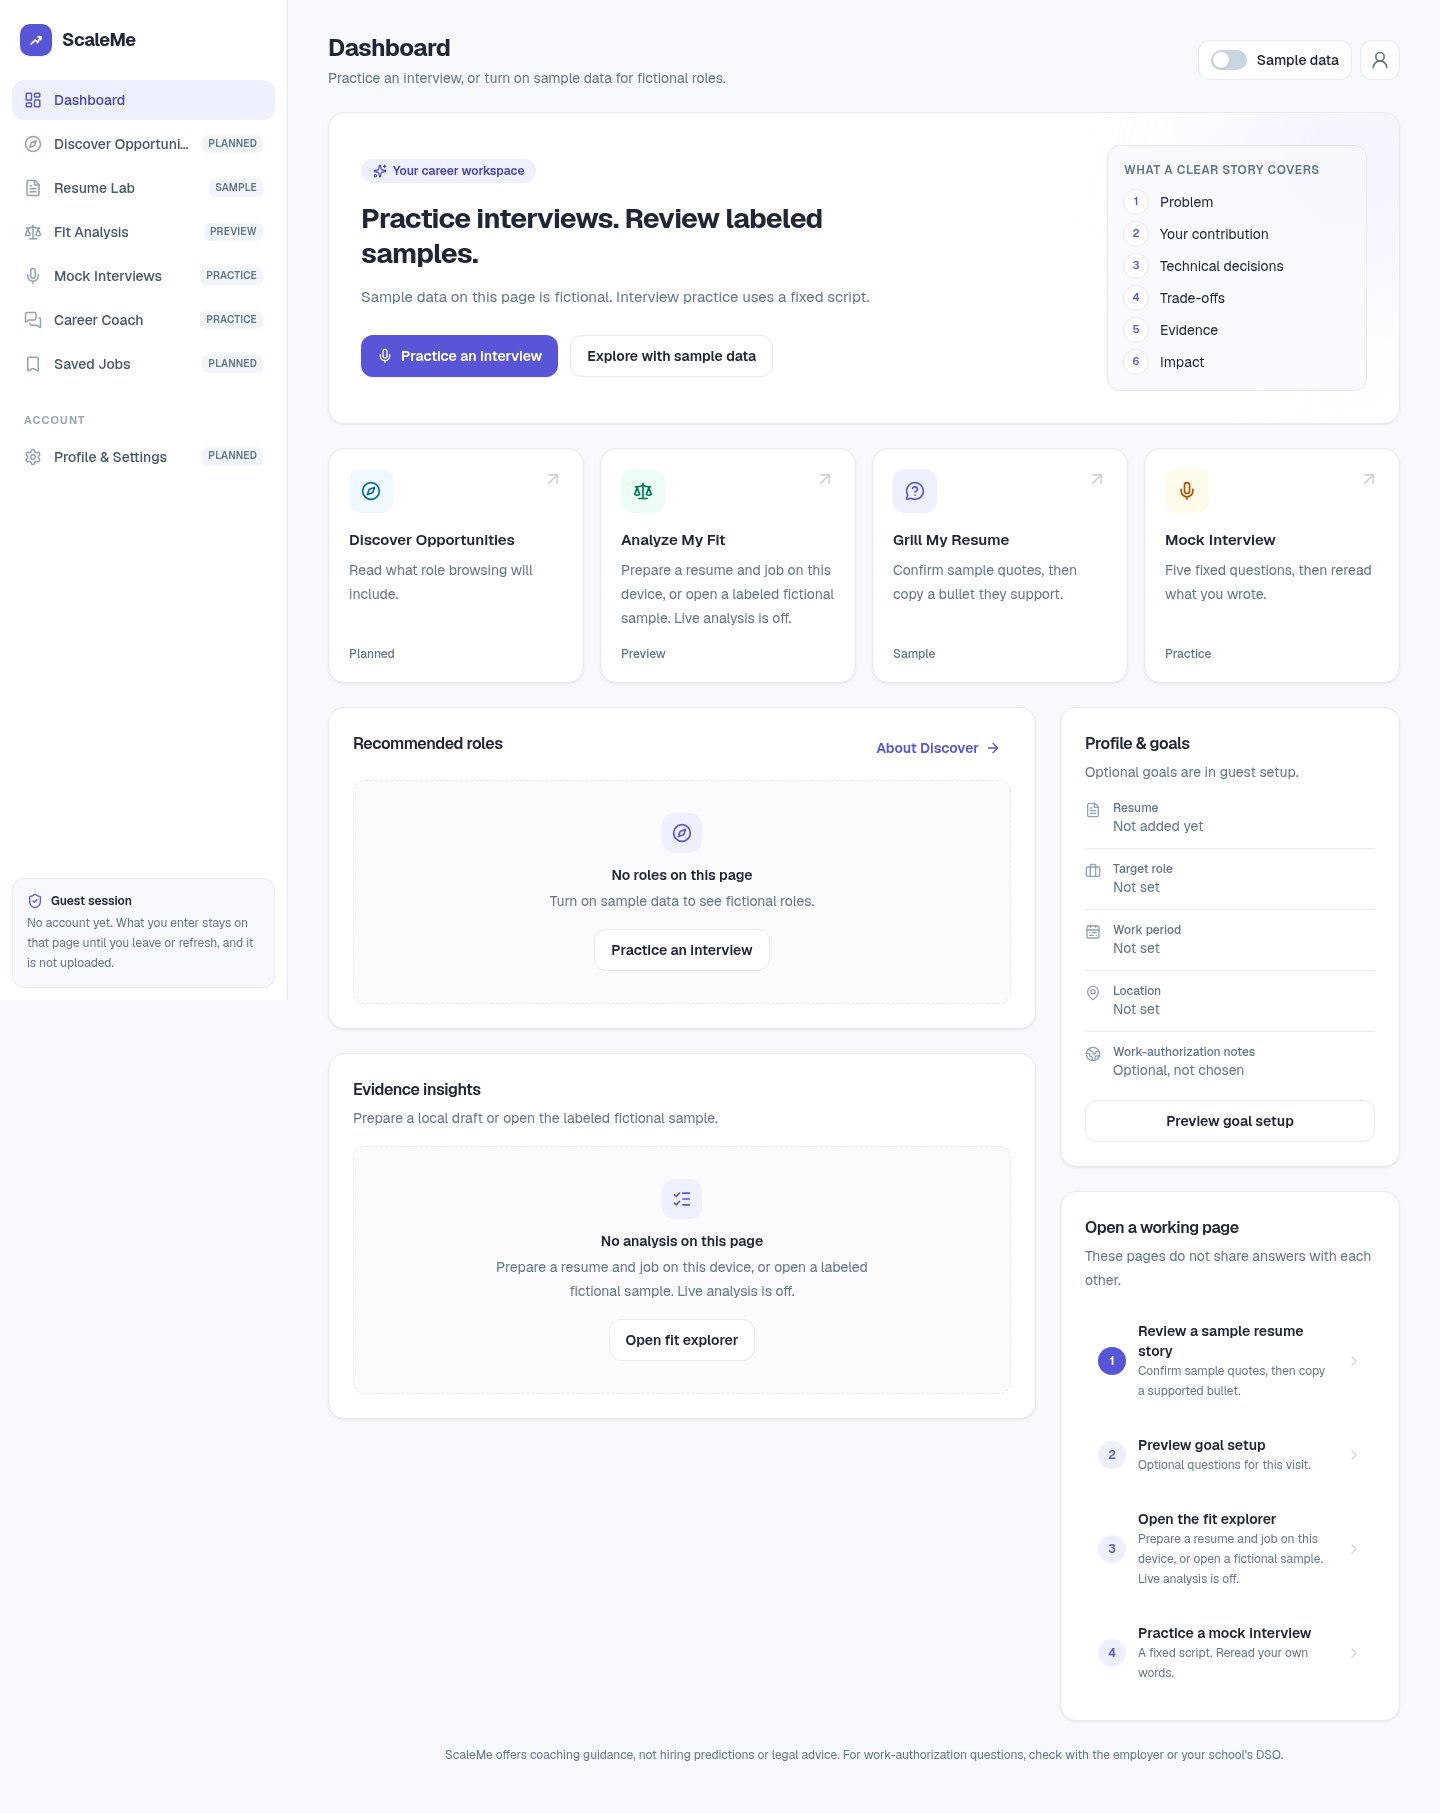 ScaleMe
Dashboard
Discover Opportuni... PLANNED
Resume Lab SAMPLE
Fit Analysis PREVIEW
Mock Interviews PRACTICE
Career Coach PRACTICE
Saved Jobs PLANNED
ACCOUNT
Profile & Settings PLANNED
Guest session
No account yet. What you enter stays on
that page until you leave or refresh, and it
is not uploaded.
Dashboard
Practice an interview, or turn on sample data for fictional roles.
Sample data
Your career workspace
Practice interviews. Review labeled
samples.
Sample data on this page is fictional. Interview practice uses a fixed script.
Practice an interview
Explore with sample data
WHAT A CLEAR STORY COVERS
1 Problem
2 Your contribution
3 Technical decisions
4 Trade-offs
5 Evidence
6 Impact
Discover Opportunities
Read what role browsing will
include.
Planned
Analyze My Fit
Prepare a resume and job on this
device, or open a labeled fictional
sample. Live analysis is off.
Preview
Grill My Resume
Confirm sample quotes, then
copy a bullet they support.
Sample
Mock Interview
Five fixed questions, then reread
what you wrote.
Practice
Recommended roles
About Discover
No roles on this page
Turn on sample data to see fictional roles.
Practice an interview
Evidence insights
Prepare a local draft or open the labeled fictional sample.
No analysis on this page
Prepare a resume and job on this device, or open a labeled
fictional sample. Live analysis is off.
Open fit explorer
Profile & goals
Optional goals are in guest setup.
Resume
Not added yet
Target role
Not set
Work period
Not set
Location
Not set
Work-authorization notes
Optional, not chosen
Preview goal setup
Open a working page
These pages do not share answers with each
other.
1
Review a sample resume
story
Confirm sample quotes, then copy
a supported bullet.
2
Preview goal setup
Optional questions for this visit.
3
Open the fit explorer
Prepare a resume and job on this
device, or open a fictional sample.
Live analysis is off.
4
Practice a mock interview
A fixed script. Reread your own
words.
ScaleMe offers coaching guidance, not hiring predictions or legal advice. For work-authorization questions, check with the employer or your school's DSO.